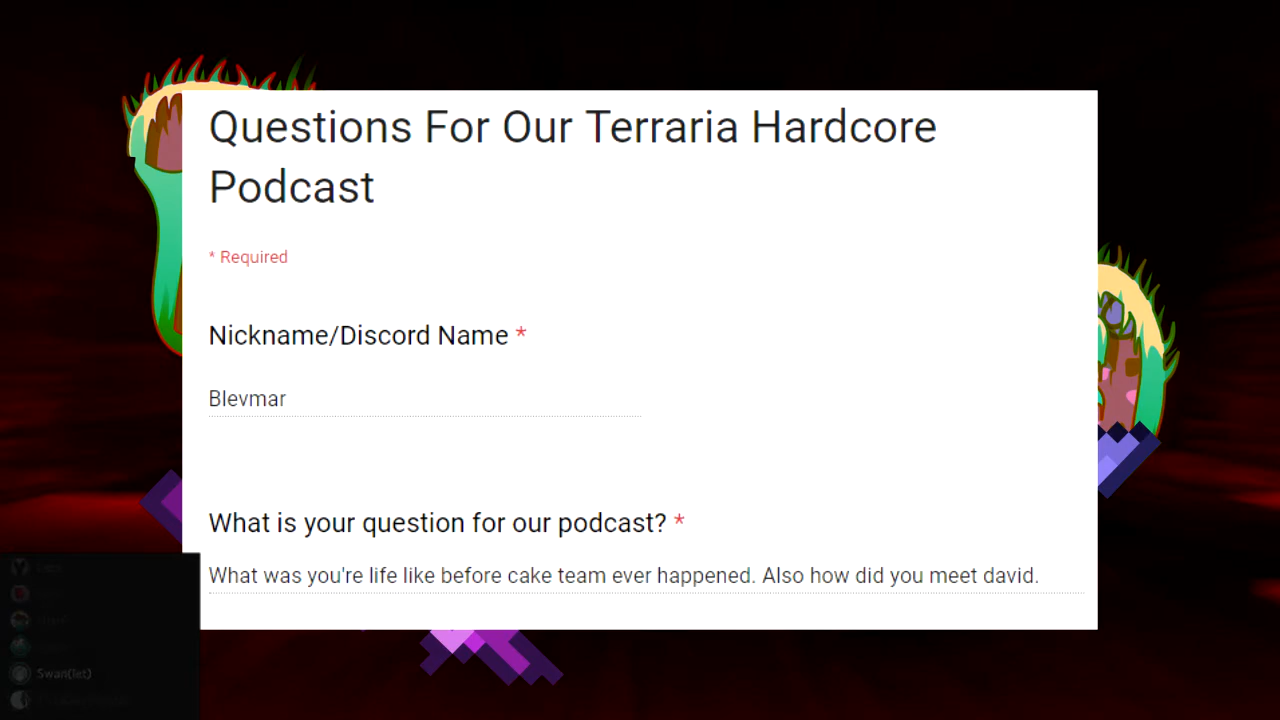 Questions For Our Terraria Hardcore
Podcast
* Required
Nickname/Discord Name *
Blevmar
What is your question for our podcast? *
What was you're life like before cake team ever happened. Also how did you meet david.
Swan(let)